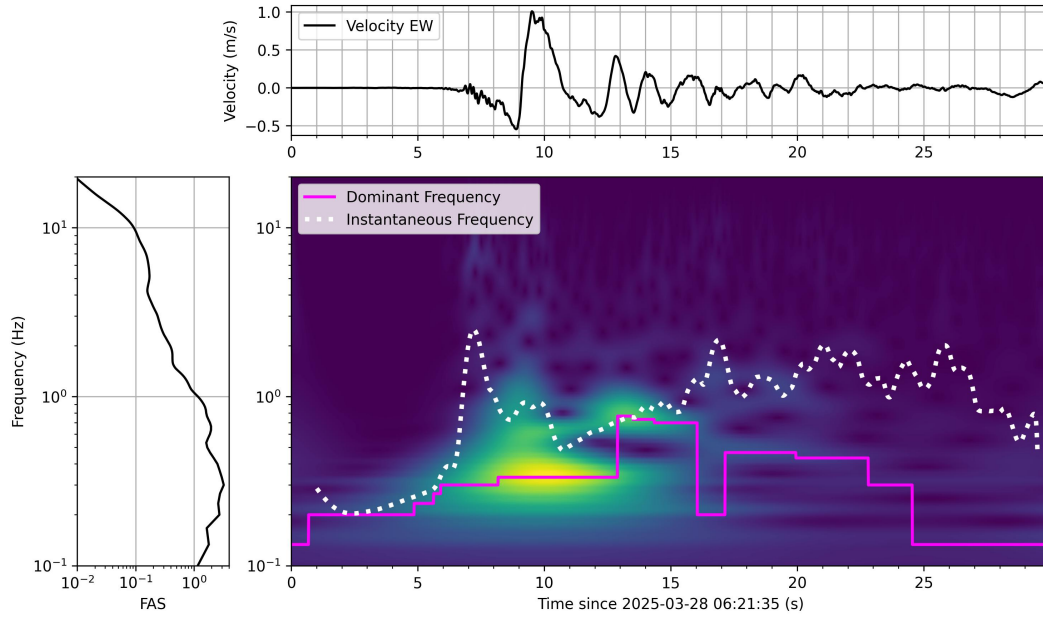 Velocity (m/s)
1.0
0.5
0.0
−0.5
Velocity EW
0 5 10 15 20 25
Frequency (Hz)
10¹
10⁰
10⁻¹
10⁻² 10⁻¹ 10⁰
FAS
Dominant Frequency
Instantaneous Frequency
10¹
10⁰
10⁻¹
0 5 10 15 20 25
Time since 2025-03-28 06:21:35 (s)